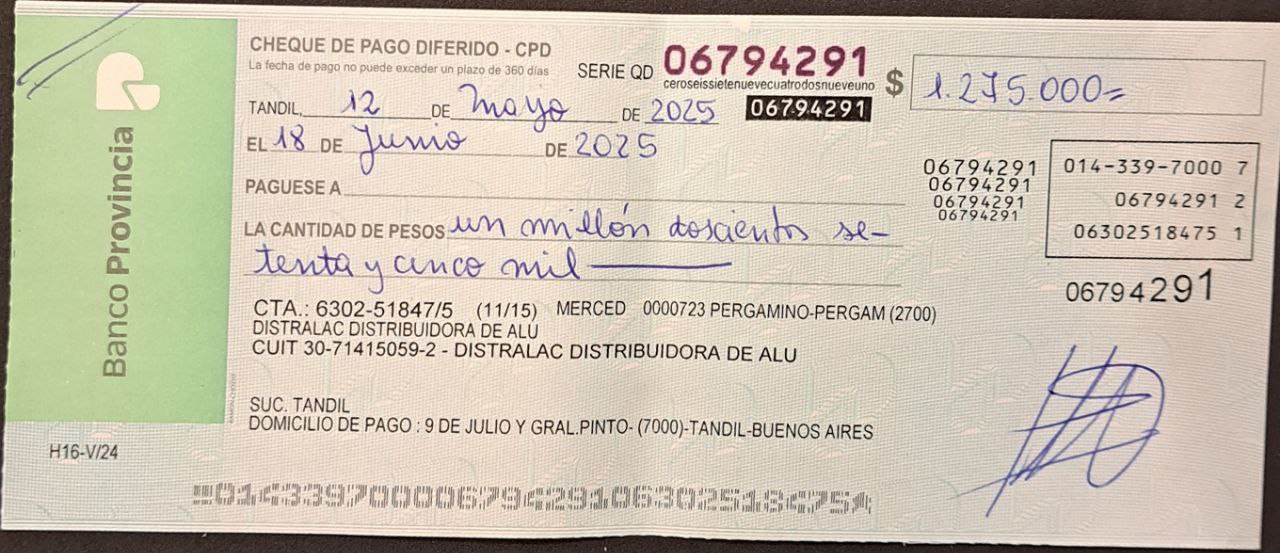 Banco Provincia
H16-V/24
CHEQUE DE PAGO DIFERIDO - CPD
La fecha de pago no puede exceder un plazo de 360 días
SERIE QD 06794291
ceroseissietenuevecuatrodosnueveuno
06794291
$ 1.275.000=
TANDIL, 12 DE Mayo DE 2025
EL 18 DE Junio DE 2025
PAGUESE A
LA CANTIDAD DE PESOS un millón doscientos se-
tenta y cinco mil
06794291
06794291
06794291
06794291
014-339-7000 7
06794291 2
06302518475 1
06794291
CTA.: 6302-51847/5 (11/15) MERCED 0000723 PERGAMINO-PERGAM (2700)
DISTRALAC DISTRIBUIDORA DE ALU
CUIT 30-71415059-2 - DISTRALAC DISTRIBUIDORA DE ALU
SUC. TANDIL
DOMICILIO DE PAGO : 9 DE JULIO Y GRAL.PINTO- (7000)-TANDIL-BUENOS AIRES
01433970000679429106302518475